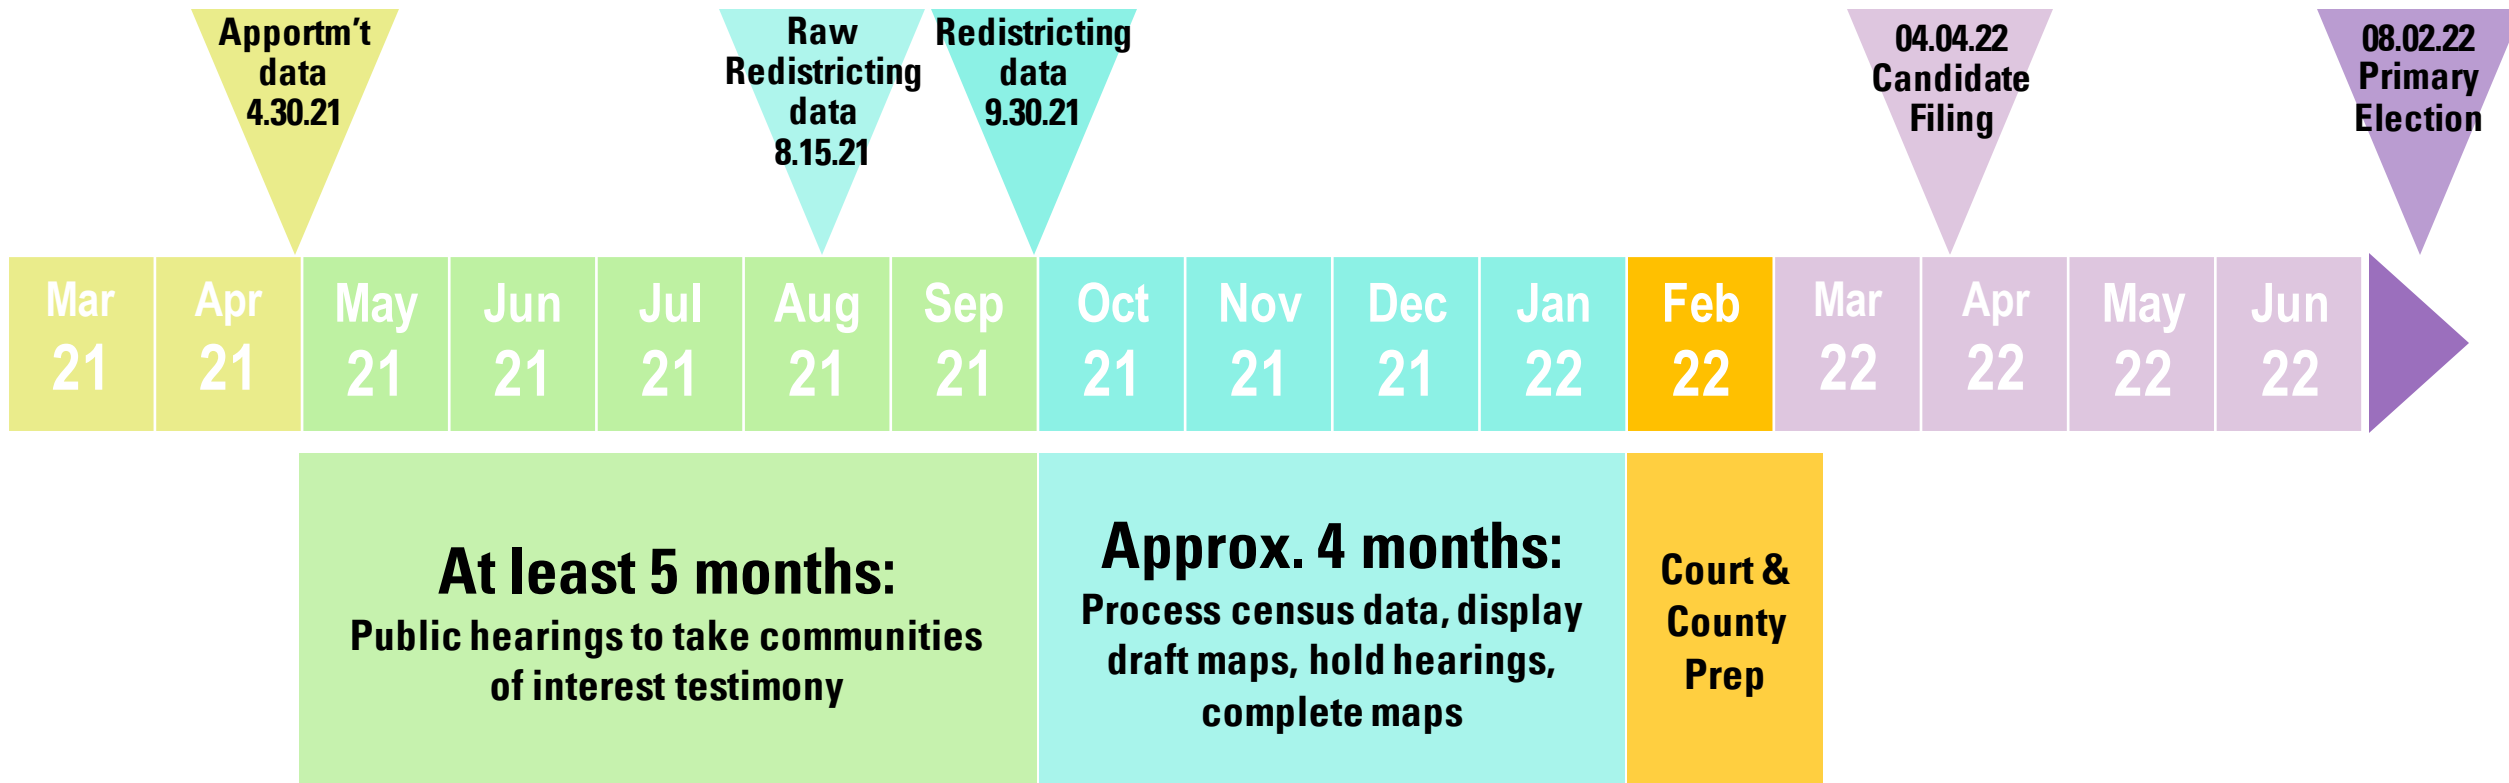 Apportm't
data
4.30.21
Raw
Redistricting
data
8.15.21
Redistricting
data
9.30.21
04.04.22
Candidate
Filing
08.02.22
Primary
Election
Mar
21
Apr
21
May
21
Jun
21
Jul
21
Aug
21
Sep
21
Oct
21
Nov
21
Dec
21
Jan
22
Feb
22
Mar
22
Apr
22
May
22
Jun
22
At least 5 months:
Public hearings to take communities
of interest testimony
Approx. 4 months:
Process census data, display
draft maps, hold hearings,
complete maps
Court &
County
Prep